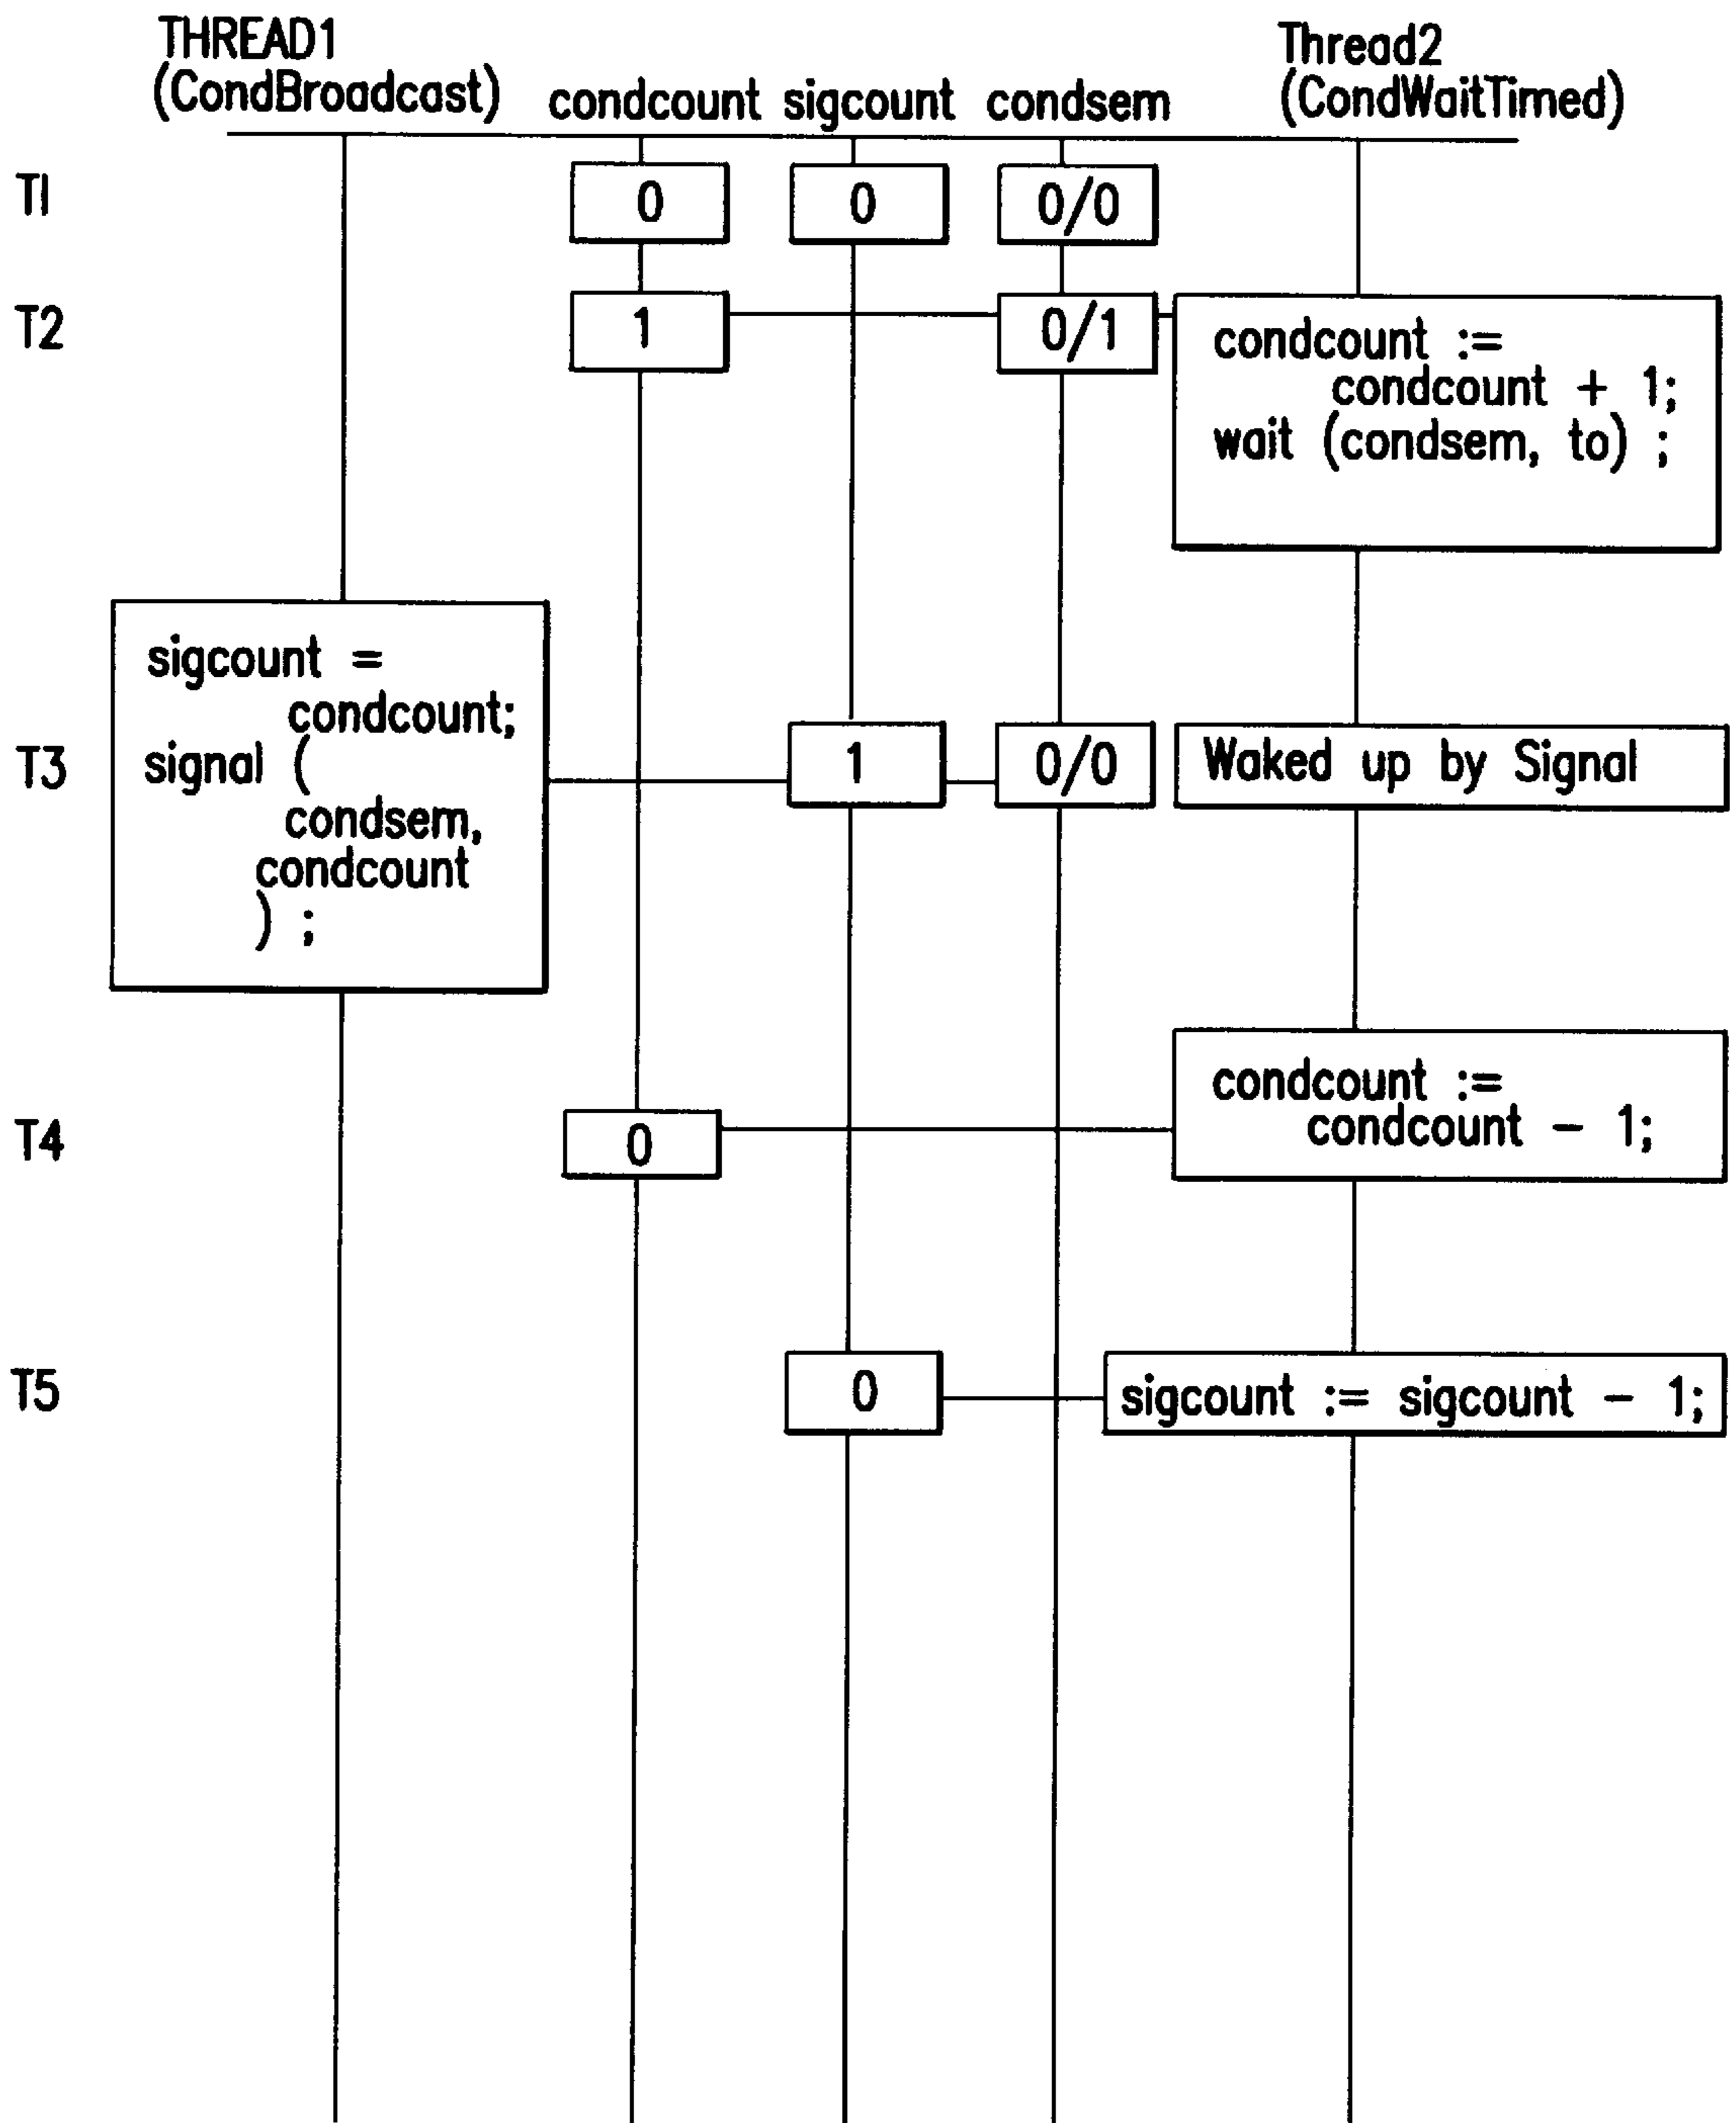 THREAD1
(CondBroadcast)
condcount
sigcount
condsem
Thread2
(CondWaitTimed)
T1
0
0
0/0
T2
1
0/1
condcount :=
condcount + 1;
wait (condsem, to) ;
T3
sigcount =
condcount;
signal (
condsem,
condcount
) ;
1
0/0
Waked up by Signal
T4
0
condcount :=
condcount - 1;
T5
0
sigcount := sigcount - 1;